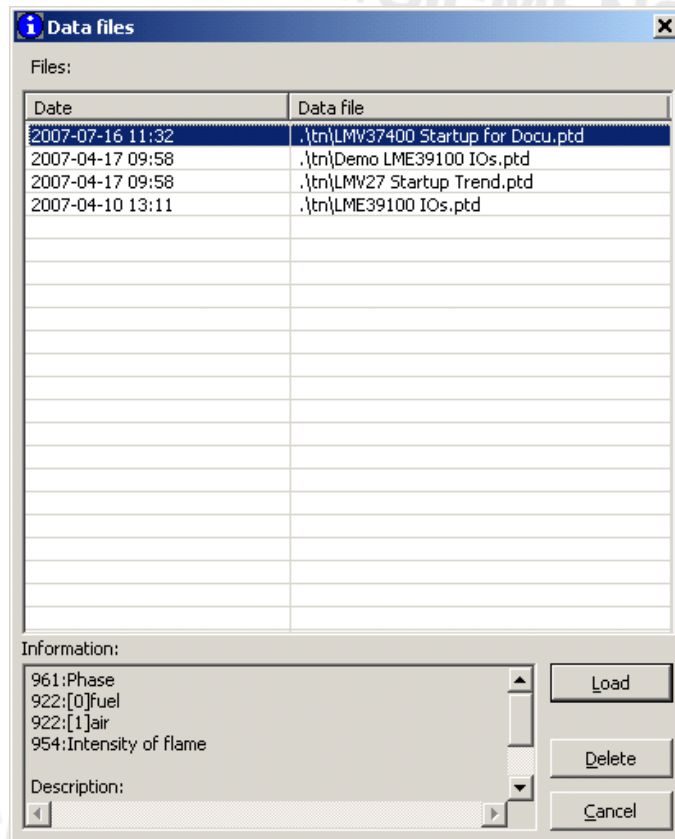 Data files
Files:
Date Data file
2007-07-16 11:32 .\tn\LMV37400 Startup for Docu.ptd
2007-04-17 09:58 .\tn\Demo LME39100 IOs.ptd
2007-04-17 09:58 .\tn\LMV27 Startup Trend.ptd
2007-04-10 13:11 .\tn\LME39100 IOs.ptd
Information:
961:Phase
922:[0]fuel
922:[1]air
954:Intensity of flame
Description:
Load
Delete
Cancel